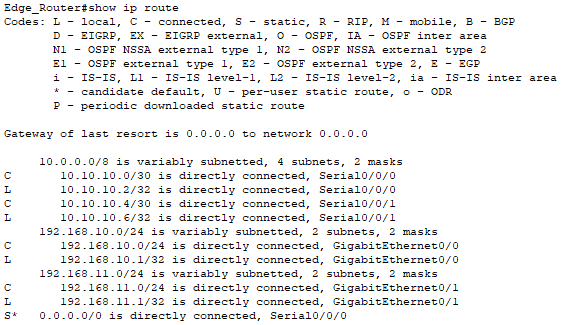 Edge_Router#show ip route
Codes: L - local, C - connected, S - static, R - RIP, M - mobile, B - BGP
       D - EIGRP, EX - EIGRP external, O - OSPF, IA - OSPF inter area
       N1 - OSPF NSSA external type 1, N2 - OSPF NSSA external type 2
       E1 - OSPF external type 1, E2 - OSPF external type 2, E - EGP
       i - IS-IS, L1 - IS-IS level-1, L2 - IS-IS level-2, ia - IS-IS inter area
       * - candidate default, U - per-user static route, o - ODR
       P - periodic downloaded static route

Gateway of last resort is 0.0.0.0 to network 0.0.0.0

     10.0.0.0/8 is variably subnetted, 4 subnets, 2 masks
C       10.10.10.0/30 is directly connected, Serial0/0/0
L       10.10.10.2/32 is directly connected, Serial0/0/0
C       10.10.10.4/30 is directly connected, Serial0/0/1
L       10.10.10.6/32 is directly connected, Serial0/0/1
     192.168.10.0/24 is variably subnetted, 2 subnets, 2 masks
C       192.168.10.0/24 is directly connected, GigabitEthernet0/0
L       192.168.10.1/32 is directly connected, GigabitEthernet0/0
     192.168.11.0/24 is variably subnetted, 2 subnets, 2 masks
C       192.168.11.0/24 is directly connected, GigabitEthernet0/1
L       192.168.11.1/32 is directly connected, GigabitEthernet0/1
S*   0.0.0.0/0 is directly connected, Serial0/0/0